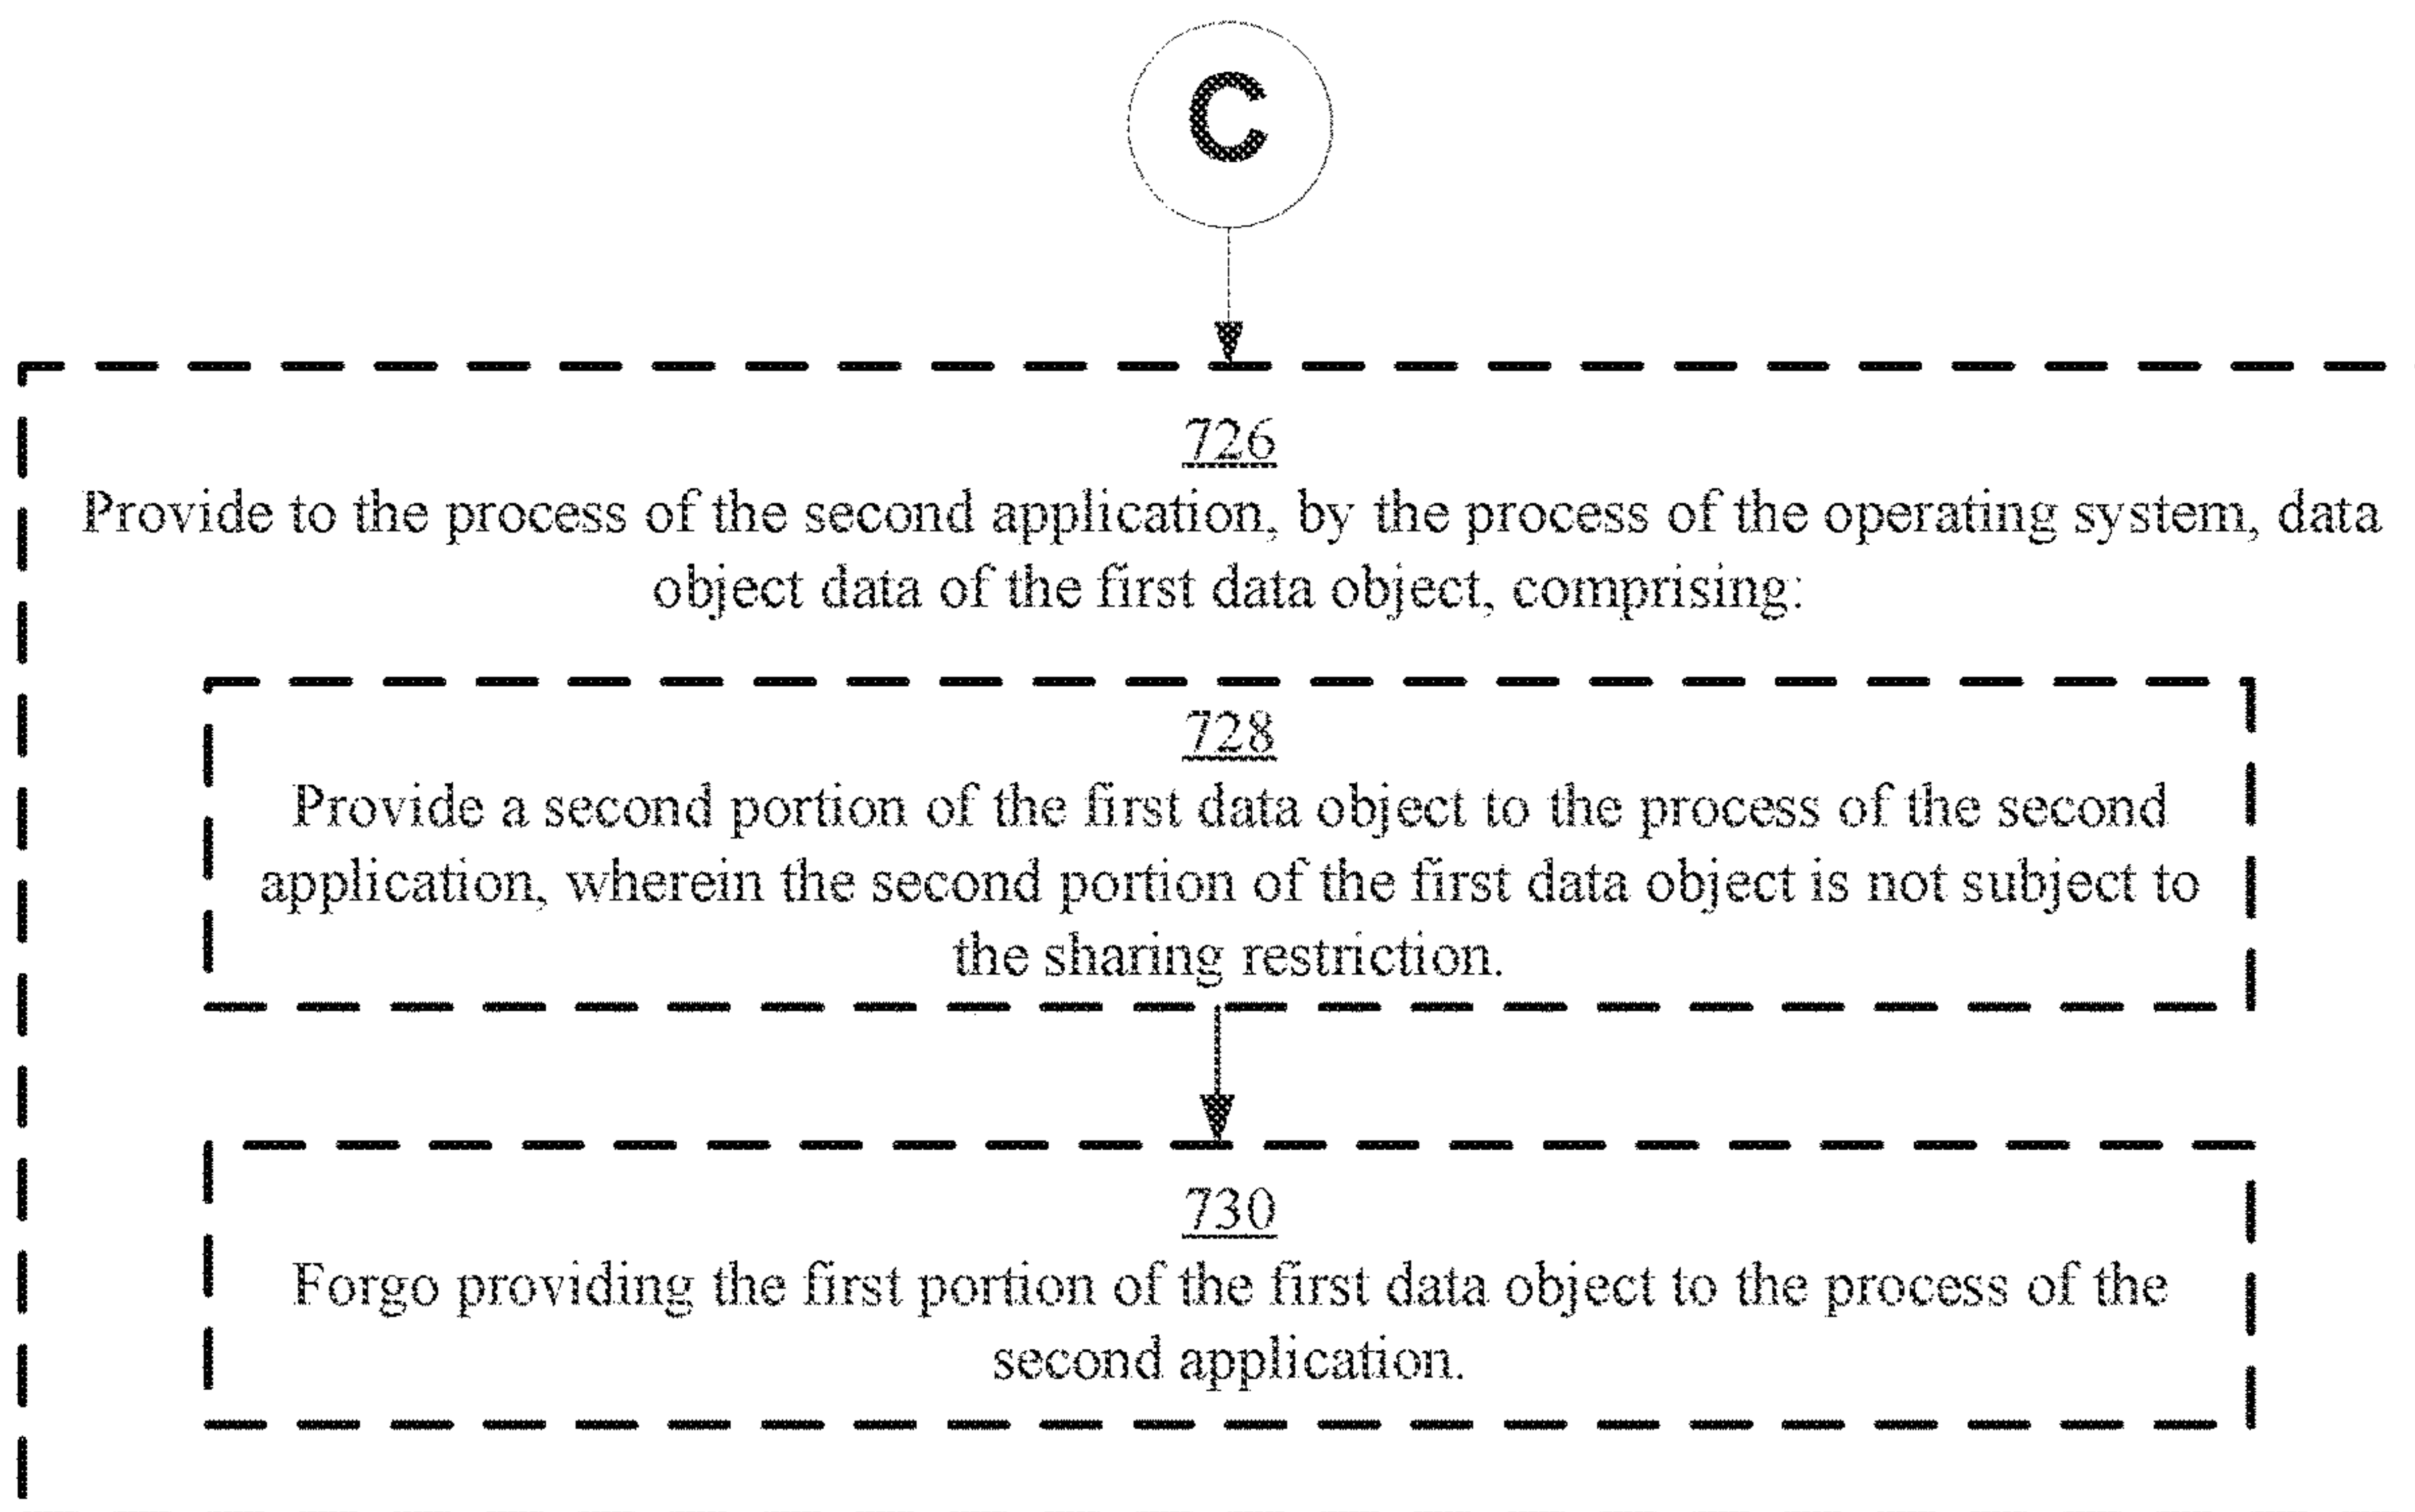 C
726
Provide to the process of the second application, by the process of the operating system, data
object data of the first data object, comprising:
728
Provide a second portion of the first data object to the process of the second
application, wherein the second portion of the first data object is not subject to
the sharing restriction.
730
Forgo providing the first portion of the first data object to the process of the
second application.